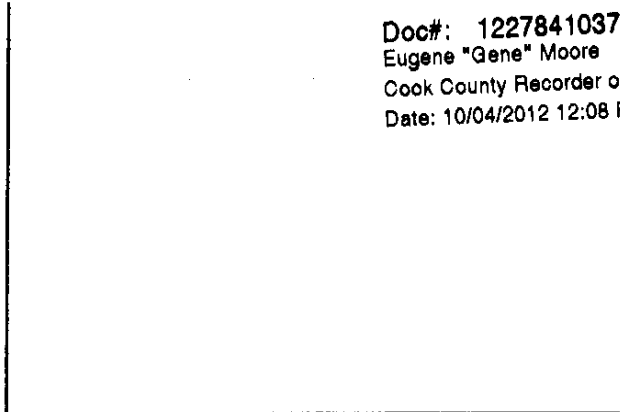 Doc#: 1227841037
Eugene "Gene" Moore
Cook County Recorder o
Date: 10/04/2012 12:08